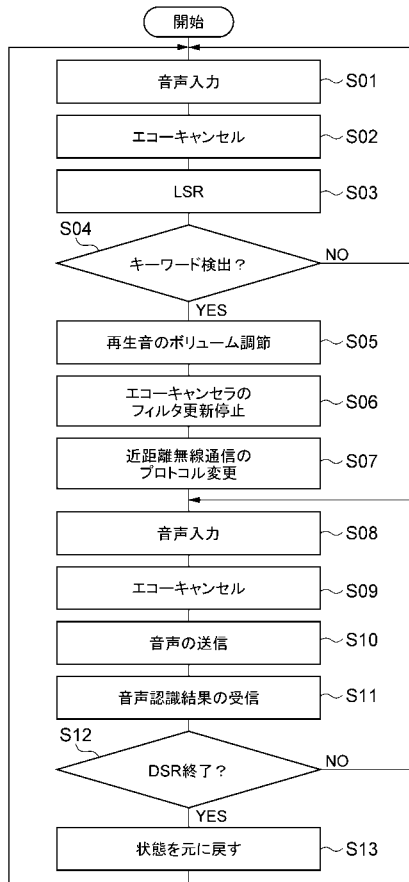 開始
音声入力
S01
エコーキャンセル
S02
LSR
S03
S04
キーワード検出？
NO
YES
再生音のボリューム調節
S05
エコーキャンセラの
フィルタ更新停止
S06
近距離無線通信の
プロトコル変更
S07
音声入力
S08
エコーキャンセル
S09
音声の送信
S10
音声認識結果の受信
S11
S12
DSR終了？
NO
YES
状態を元に戻す
S13